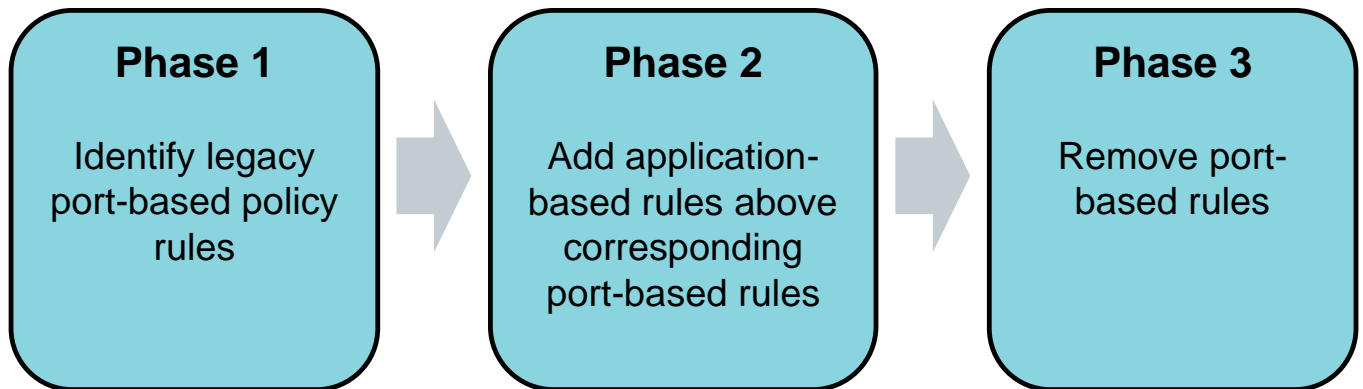 Phase 1
Identify legacy
port-based policy
rules
Phase 2
Add application-
based rules above
corresponding
port-based rules
Phase 3
Remove port-
based rules